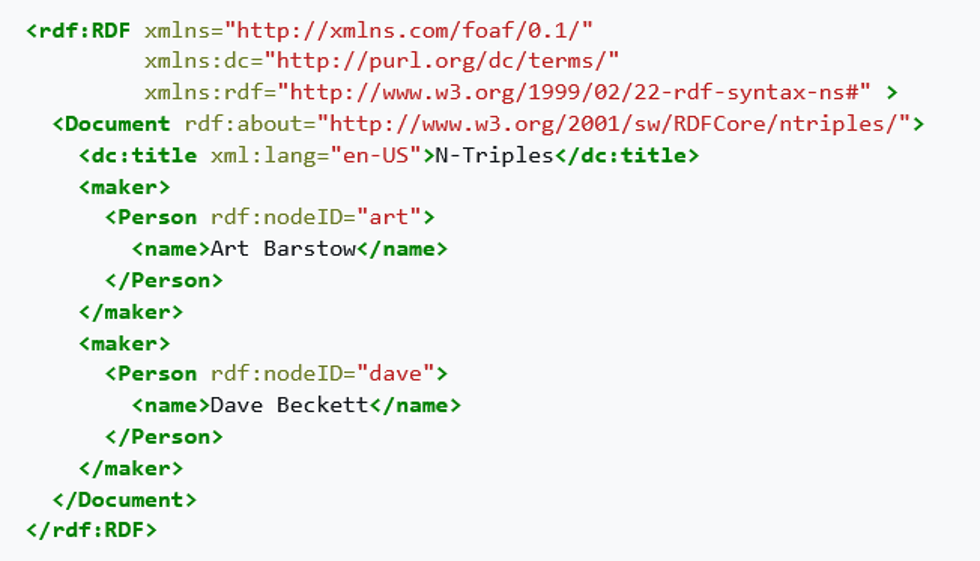 <rdf:RDF xmlns="http://xmlns.com/foaf/0.1/"
         xmlns:dc="http://purl.org/dc/terms/"
         xmlns:rdf="http://www.w3.org/1999/02/22-rdf-syntax-ns#" >
  <Document rdf:about="http://www.w3.org/2001/sw/RDFCore/ntriples/">
    <dc:title xml:lang="en-US">N-Triples</dc:title>
    <maker>
      <Person rdf:nodeID="art">
        <name>Art Barstow</name>
      </Person>
    </maker>
    <maker>
      <Person rdf:nodeID="dave">
        <name>Dave Beckett</name>
      </Person>
    </maker>
  </Document>
</rdf:RDF>